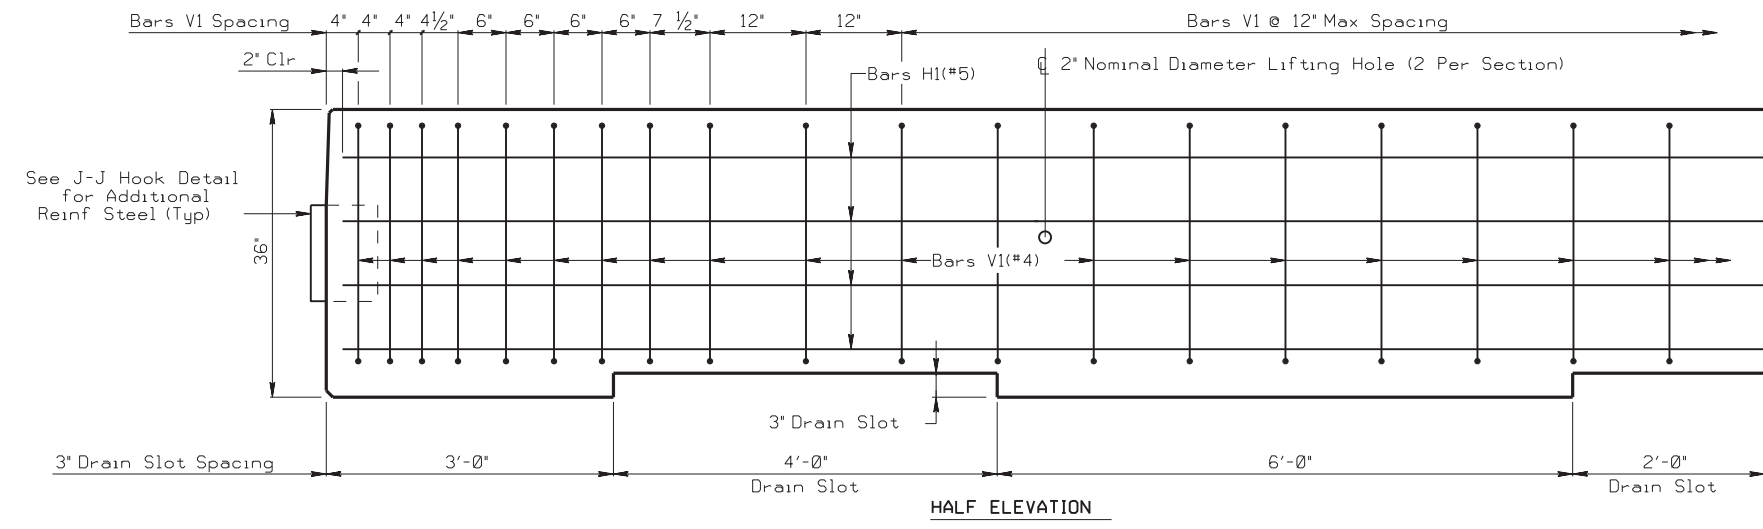 Bars V1 Spacing 4" 4" 4" 4½" 6" 6" 6" 6" 7 ½" 12" 12" Bars V1 @ 12" Max Spacing
2" Clr
℄ 2" Nominal Diameter Lifting Hole (2 Per Section)
Bars H1(#5)
See J-J Hook Detail
for Additional
Reinf Steel (Typ)
36"
Bars V1(#4)
3" Drain Slot
3" Drain Slot Spacing 3'-0" 4'-0" 6'-0" 2'-0"
Drain Slot Drain Slot
HALF ELEVATION